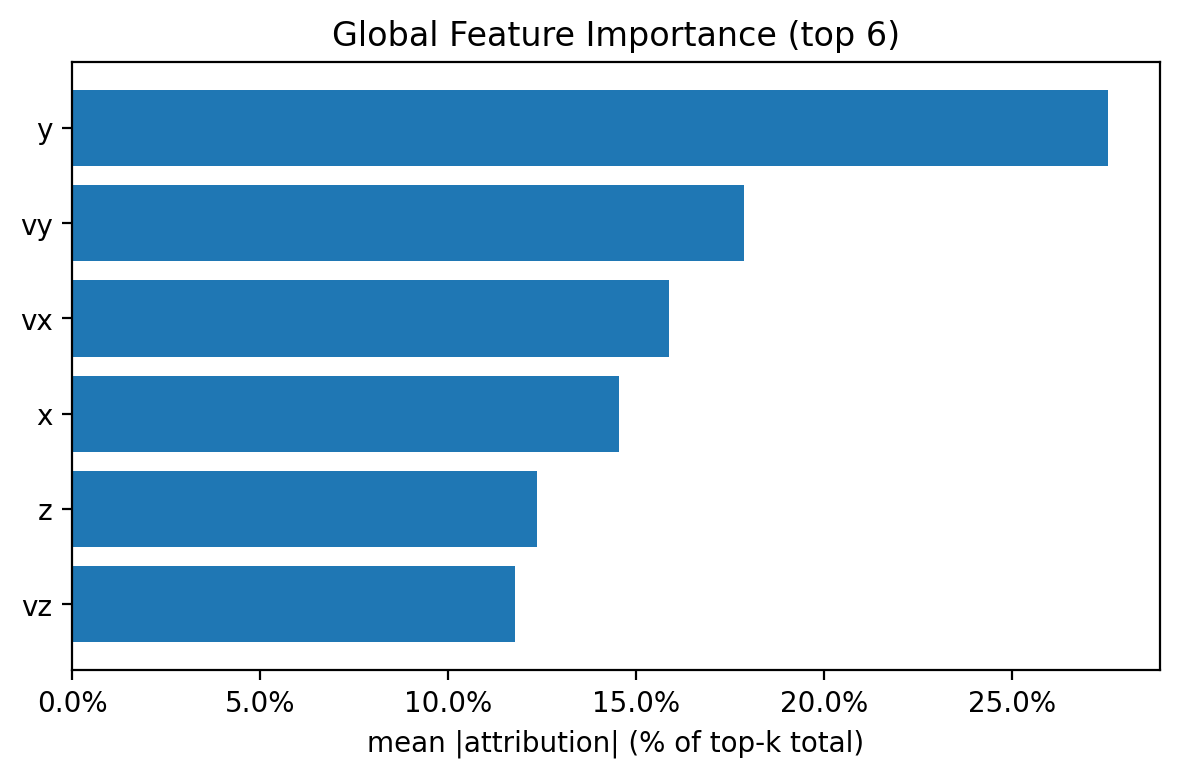 Global Feature Importance (top 6)
y
vy
vx
x
z
vz
0.0% 5.0% 10.0% 15.0% 20.0% 25.0%
mean |attribution| (% of top-k total)